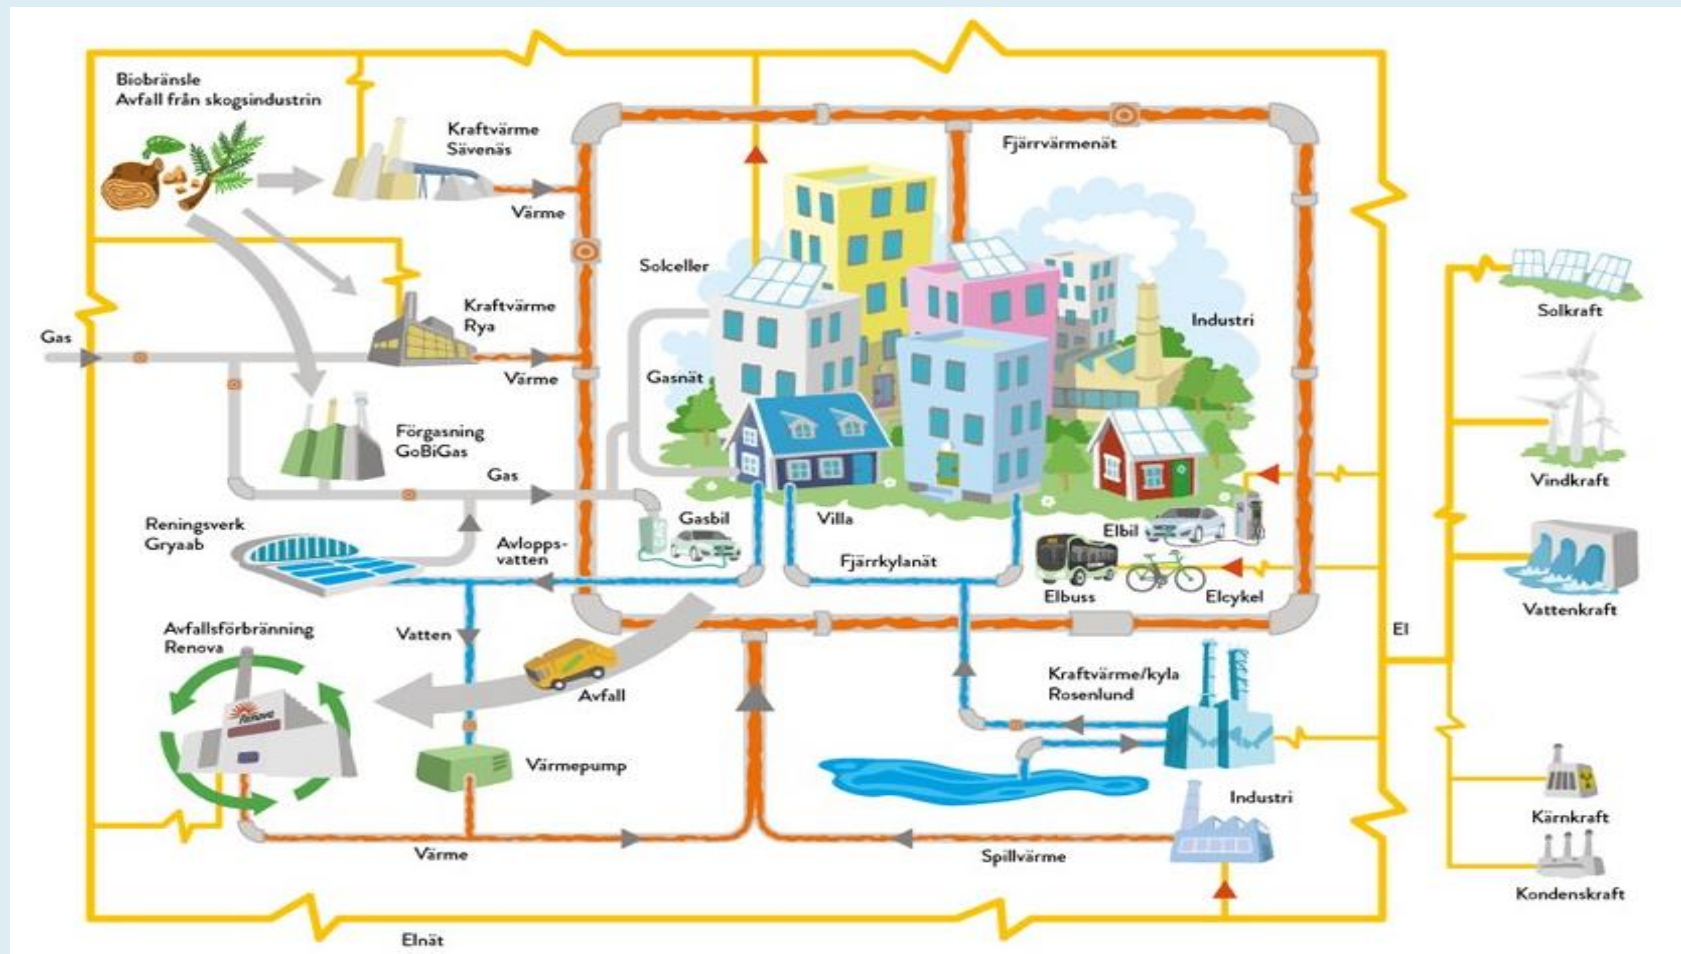 Biobränsle
Avfall från skogsindustrin
Kraftvärme
Sävenäs
Värme
Fjärrvärmenät
Solceller
Industri
Solkraft
Kraftvärme
Rya
Gas
Värme
Gasnät
Vindkraft
Förgasning
GoBiGas
Gas
Reningsverk
Gryaab
Avlopps-
vatten
GAS
Gasbil
Villa
Elbil
Fjärrkylanät
Elbuss
Elcykel
Vattenkraft
Avfallsförbränning
Renova
Vatten
El
Avfall
Kraftvärme/kyla
Rosenlund
Renova
Värmepump
Industri
Kärnkraft
Värme
Spillvärme
Kondenskraft
Elnät